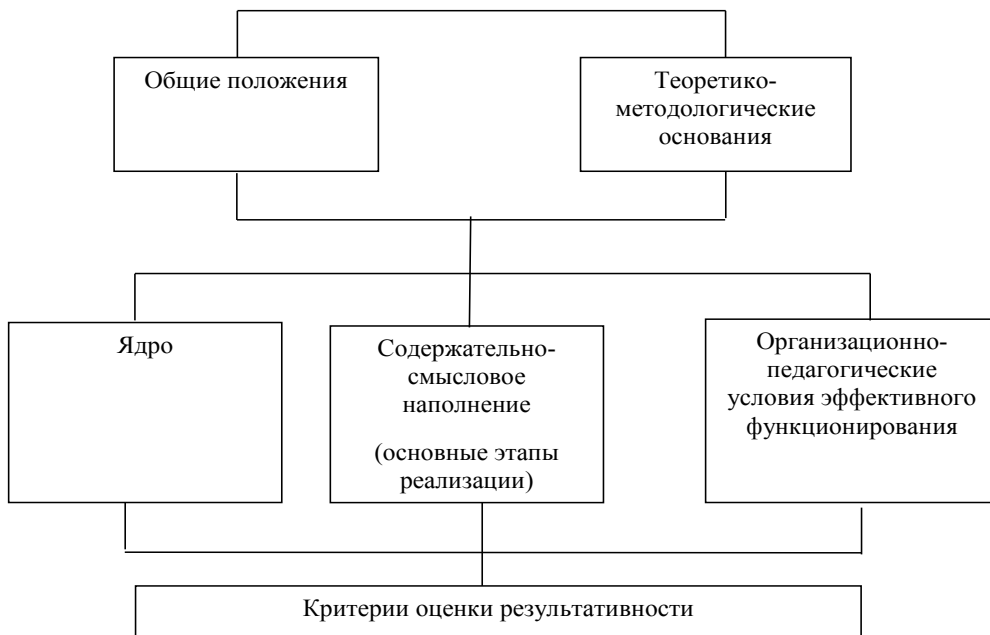 Общие положения
Теоретико-
методологические
основания
Ядро
Содержательно-
смысловое
наполнение
(основные этапы
реализации)
Организационно-
педагогические
условия эффективного
функционирования
Критерии оценки результативности